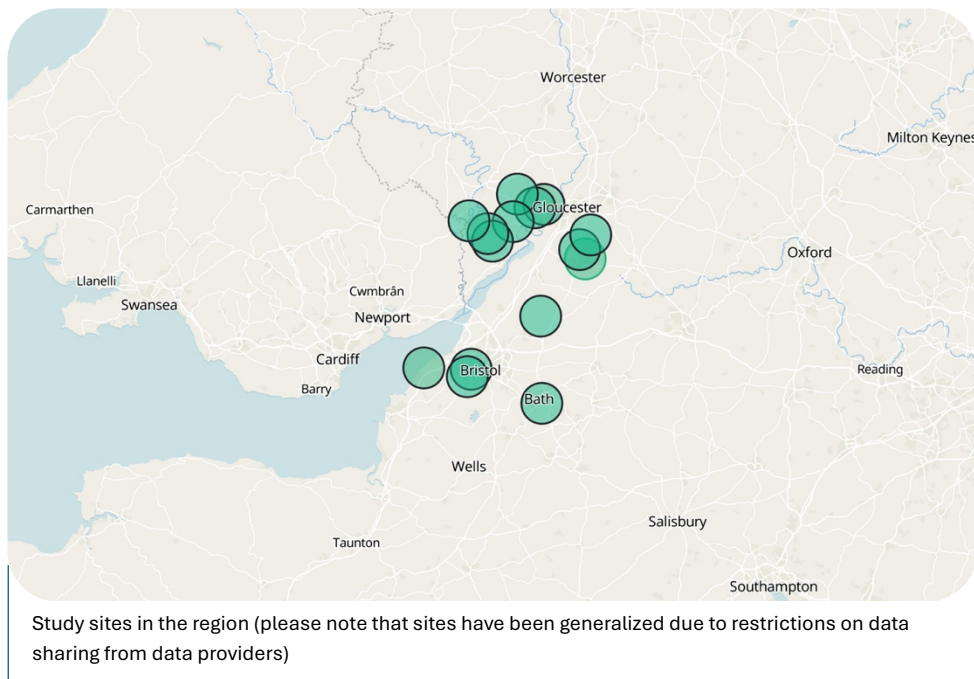 Worcester
Milton Keynes
Carmarthen
Gloucester
Oxford
Llanelli
Swansea
Cwmbrân
Newport
Cardiff
Barry
Bristol
Reading
Bath
Wells
Salisbury
Taunton
Southampton
Study sites in the region (please note that sites have been generalized due to restrictions on data
sharing from data providers)